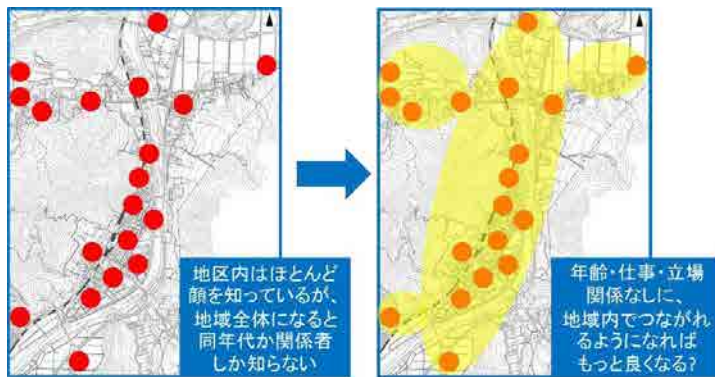 地区内はほとんど
顔を知っているが、
地域全体になると
同年代か関係者
しか知らない
年齢・仕事・立場
関係なしに、
地域内でつながれ
るようになれば
もっと良くなる?